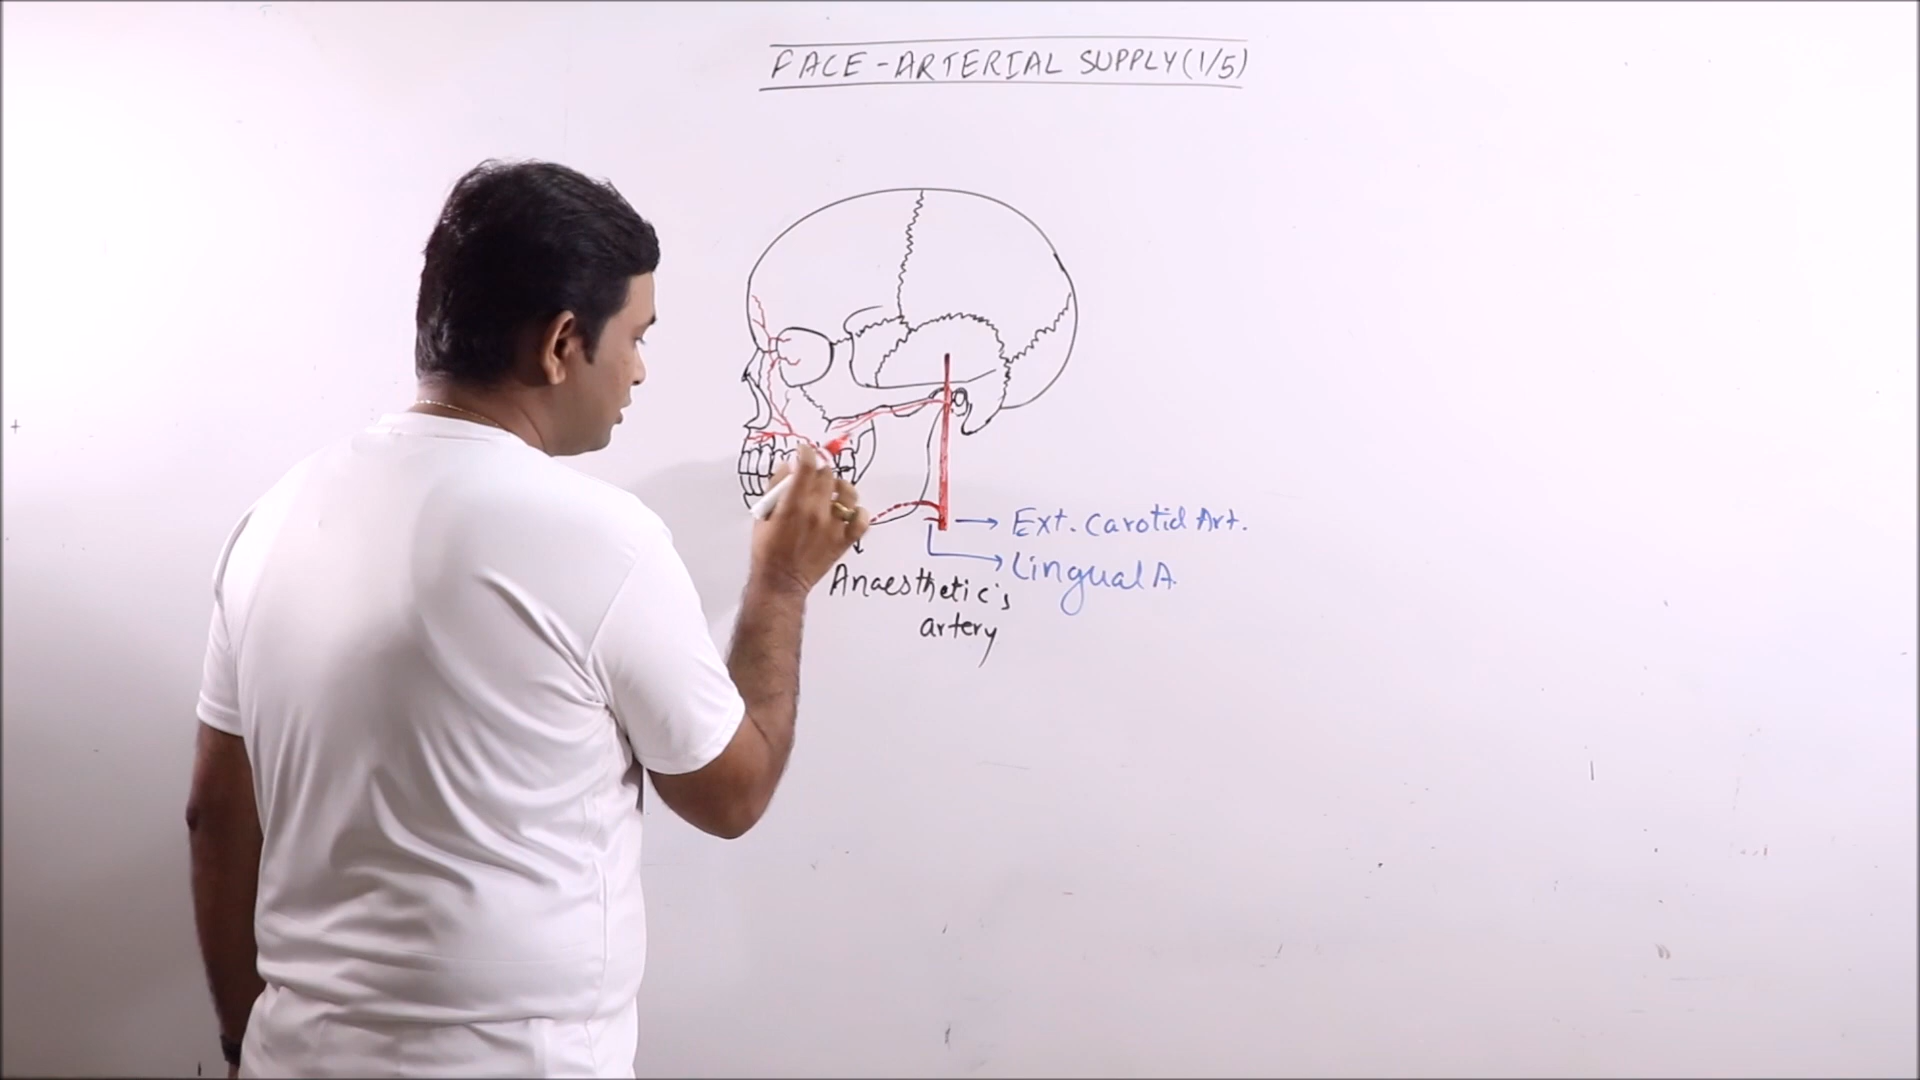 FACE-ARTERIAL SUPPLY(1/5)
Ext. Carotid Art.
Lingual A
Anaesthetic's
artery